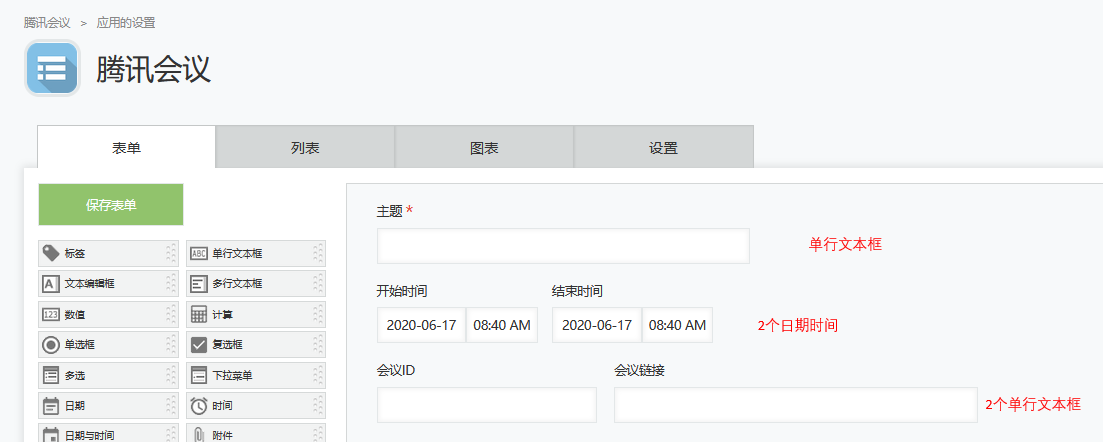 腾讯会议 > 应用的设置
腾讯会议
表单 列表 图表 设置
保存表单
标签 单行文本框
文本编辑框 多行文本框
数值 计算
单选框 复选框
多选 下拉菜单
日期 时间
日期与时间 附件
主题 *
单行文本框
开始时间 结束时间
2020-06-17 08:40 AM 2020-06-17 08:40 AM
2个日期时间
会议ID 会议链接
2个单行文本框